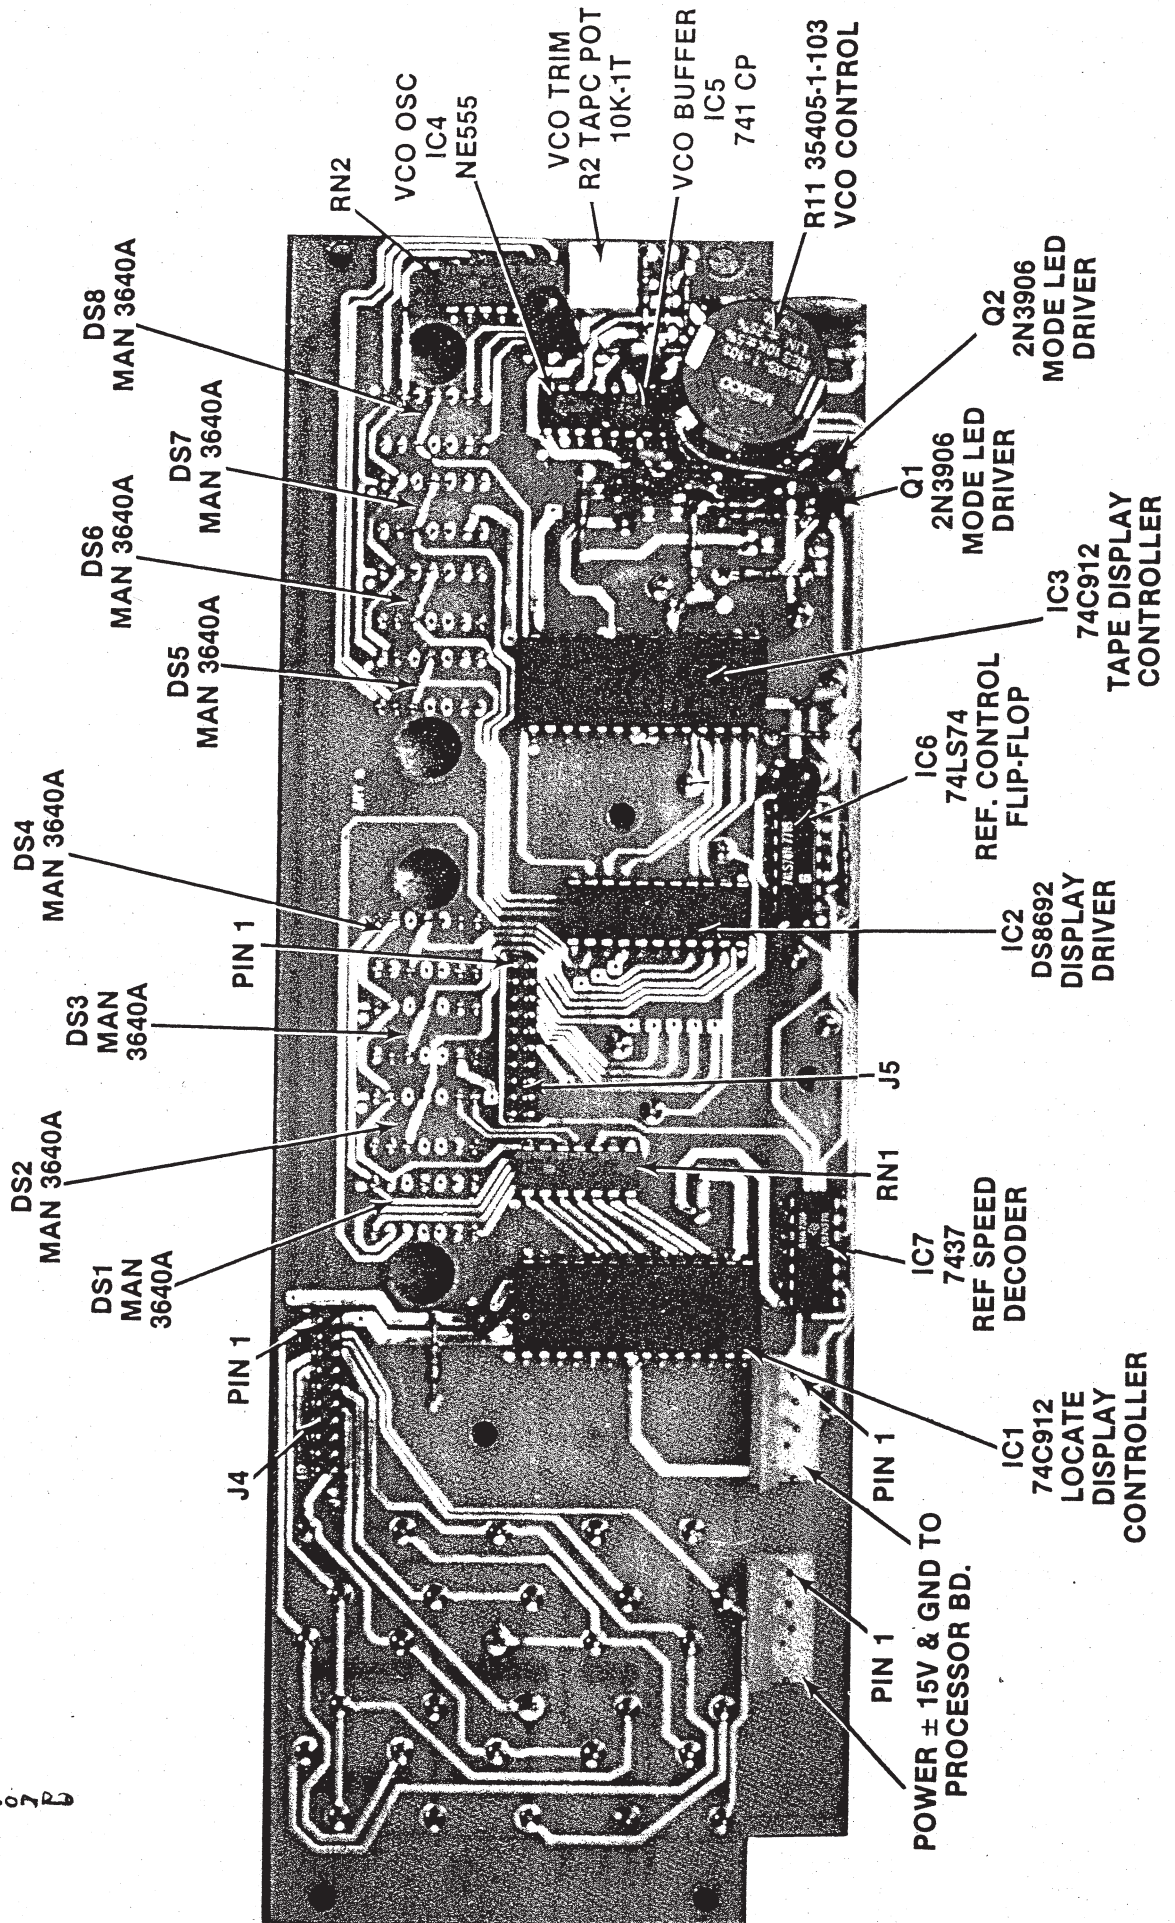 DS1
MAN
3640A
DS2
MAN 3640A
DS3
MAN
3640A
DS4
MAN 3640A
DS5
MAN 3640A
DS6
MAN 3640A
DS7
MAN 3640A
DS8
MAN 3640A
RN2
VCO OSC
IC4
NE555
VCO TRIM
R2 TAPC POT
10K-1T
VCO BUFFER
IC5
741 CP
R11 35405-1-103
VCO CONTROL
J4
PIN 1
PIN 1
J5
RN1
POWER ± 15V & GND TO
PROCESSOR BD.
PIN 1
PIN 1
IC1
74C912
LOCATE
DISPLAY
CONTROLLER
IC7
7437
REF SPEED
DECODER
IC2
DS8692
DISPLAY
DRIVER
IC6
74LS74
REF. CONTROL
FLIP-FLOP
IC3
74C912
TAPE DISPLAY
CONTROLLER
Q1
2N3906
MODE LED
DRIVER
Q2
2N3906
MODE LED
DRIVER